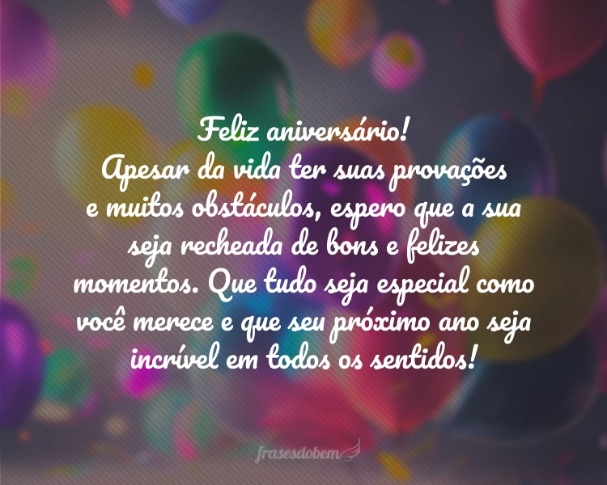 Feliz aniversário!
Apesar da vida ter suas provações
e muitos obstáculos, espero que a sua
seja recheada de bons e felizes
momentos. Que tudo seja especial como
você merece e que seu próximo ano seja
incrível em todos os sentidos!
frasesdobem